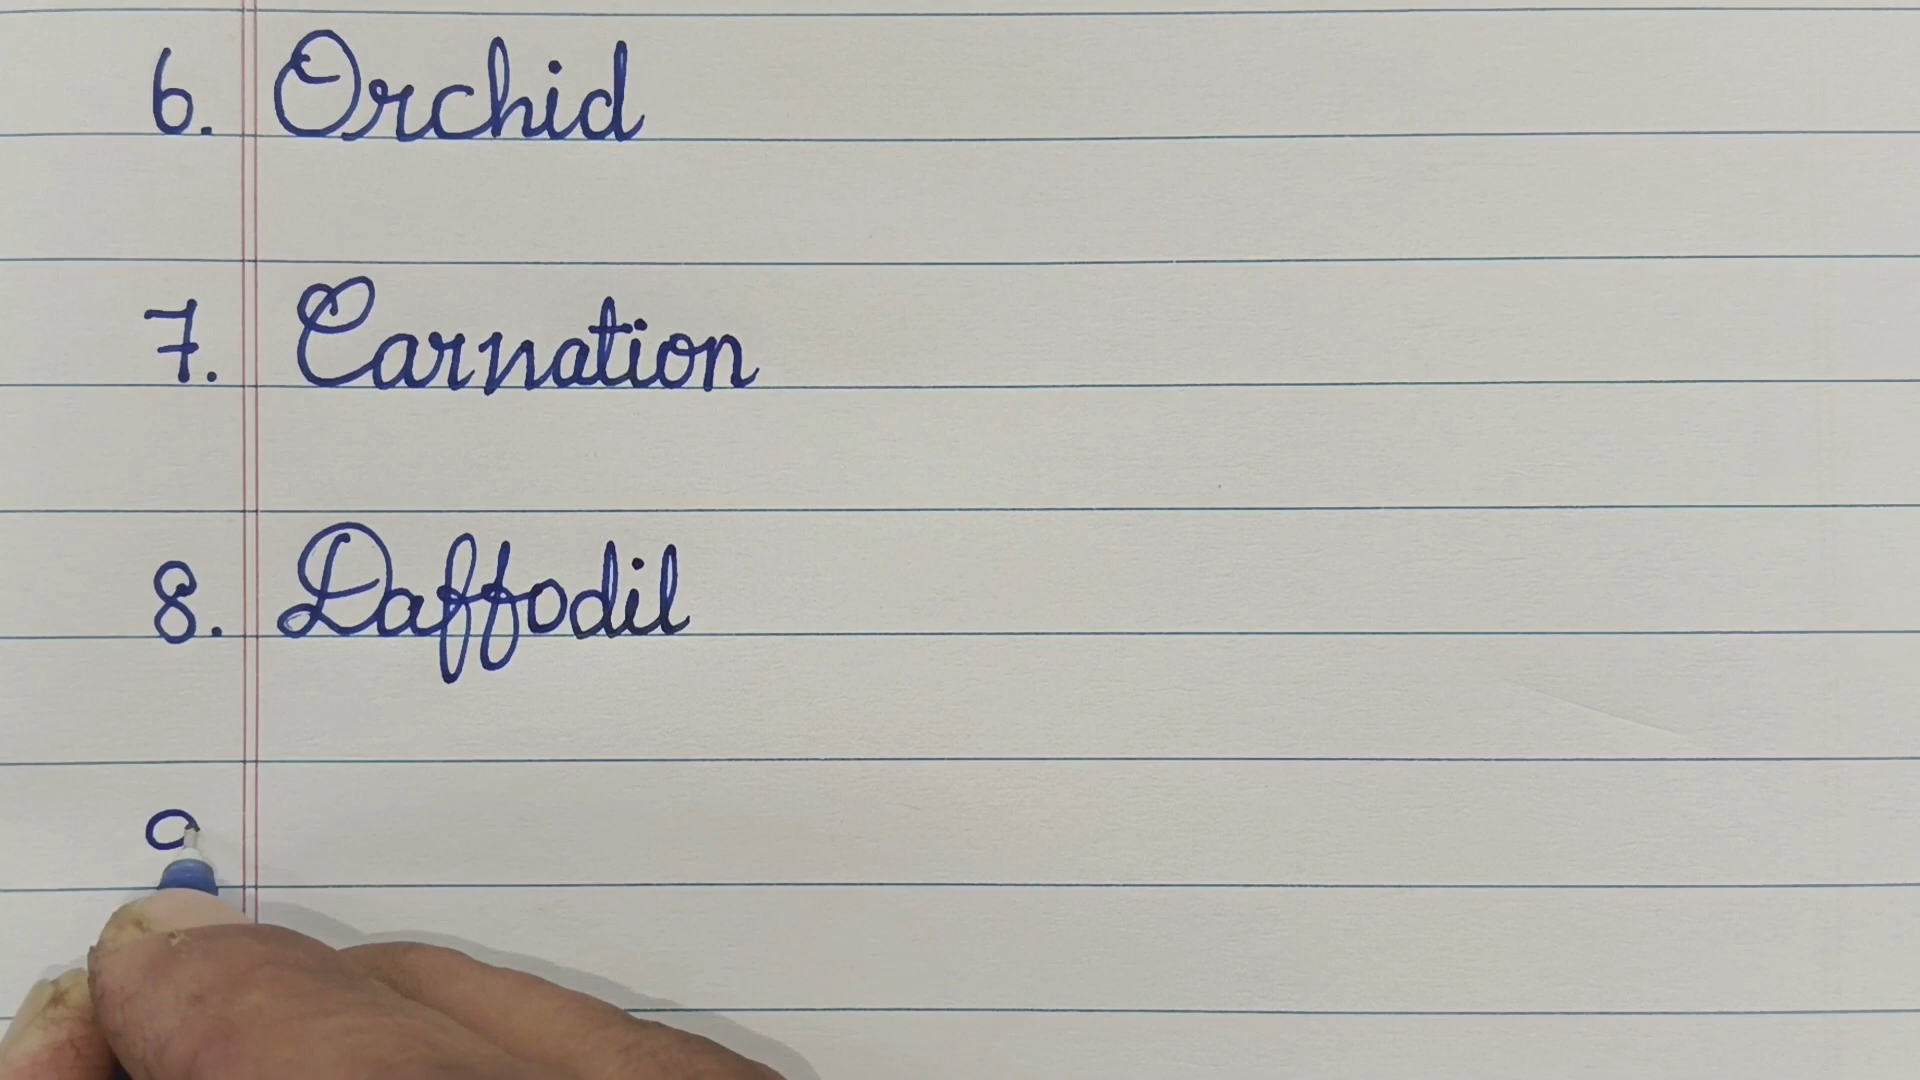 6. Orchid
7. Carnation
8. Daffodil